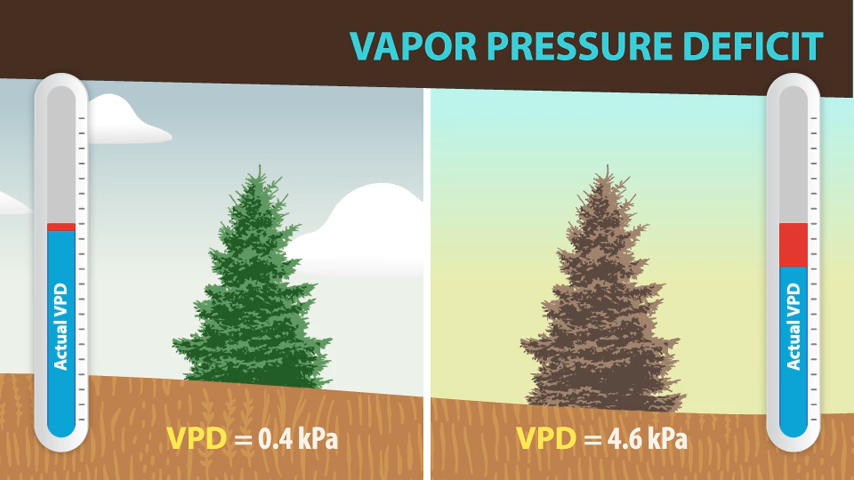 VAPOR PRESSURE DEFICIT
Actual VPD
VPD = 0.4 kPa
VPD = 4.6 kPa
Actual VPD